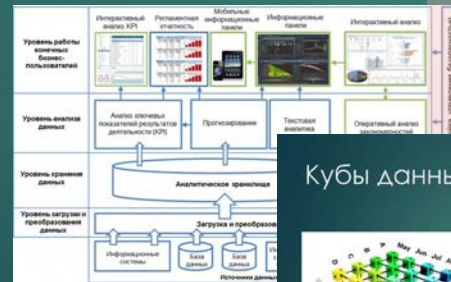 Уровень работы
конечных
бизнес-
пользователей
Интерактивный
анализ KPI
Регламентная
отчетность
Мобильные
информационные
панели
Информационные
панели
Интерактивный анализ
Уровень анализа
данных
Анализ ключевых
показателей результатов
деятельности (KPI)
Прогнозирование
Текстовая
аналитика
Оперативный анализ
закономерностей
Уровень хранения
данных
Аналитическое хранилище
Уровень загрузки и
преобразования
данных
Загрузка и преобразов
Информационные
системы
База
данных
База
данных
Источники данных
Кубы данны
May Jun Jul